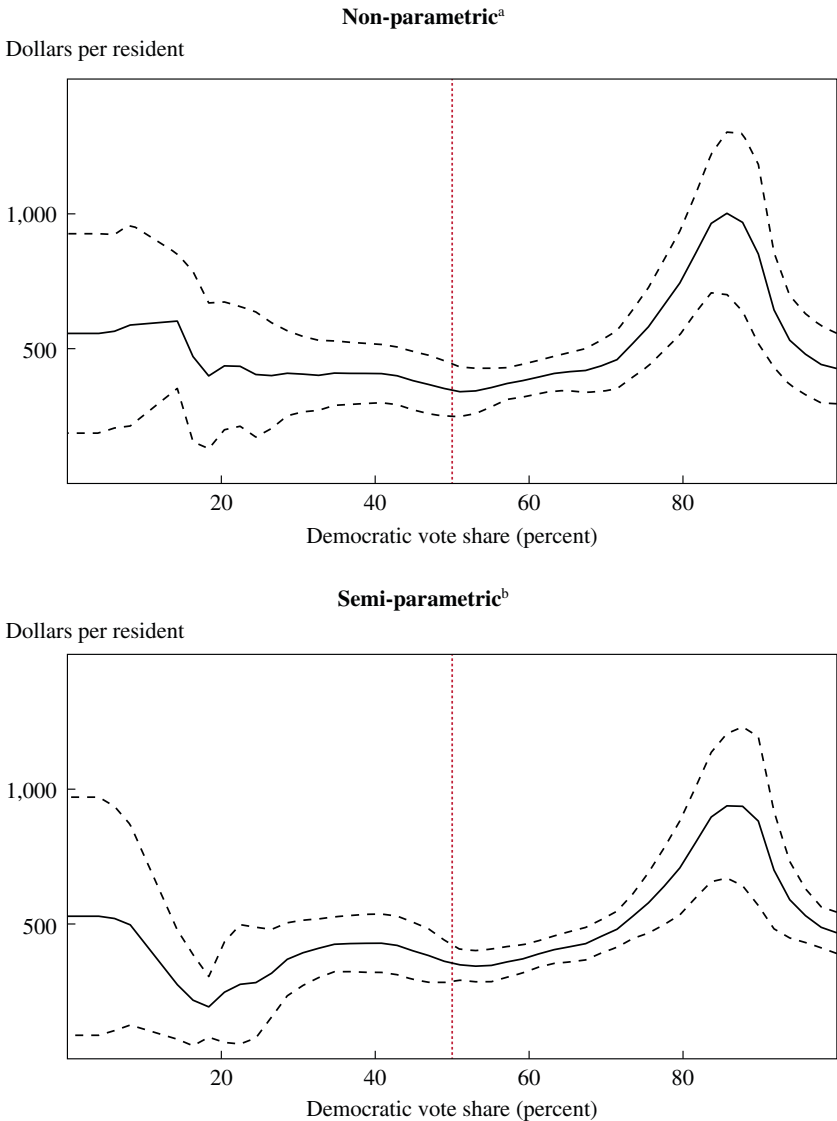 Non-parametricᵃ
Dollars per resident
1,000
500
20 40 60 80
Democratic vote share (percent)
Semi-parametricᵇ
Dollars per resident
1,000
500
20 40 60 80
Democratic vote share (percent)